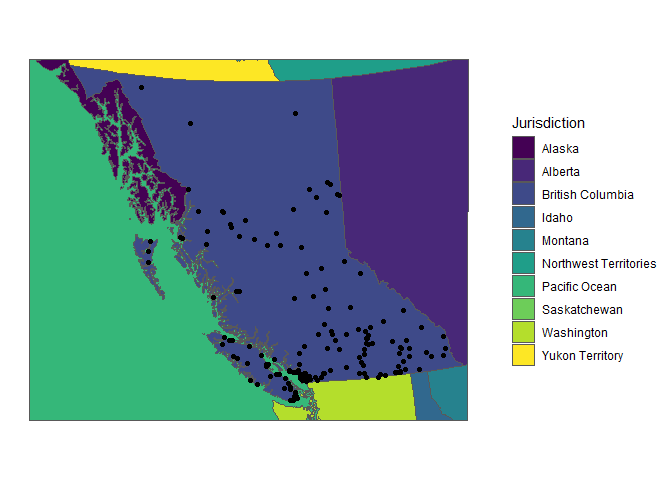 Jurisdiction
Alaska
Alberta
British Columbia
Idaho
Montana
Northwest Territories
Pacific Ocean
Saskatchewan
Washington
Yukon Territory